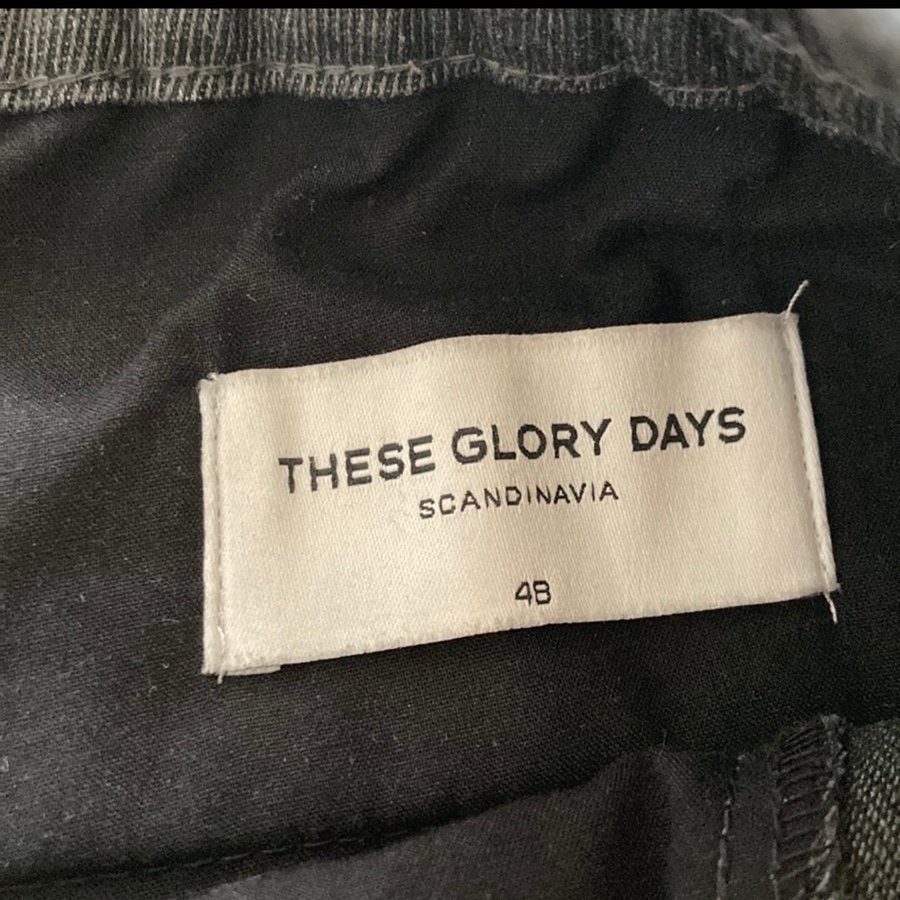 THESE GLORY DAYS
SCANDINAVIA
48